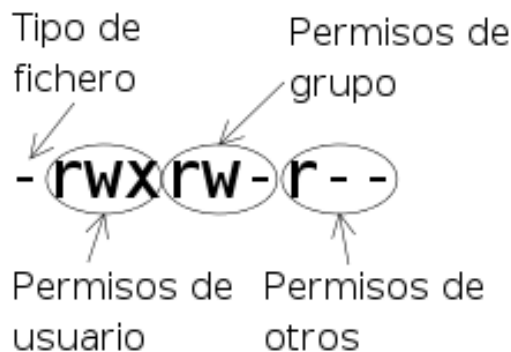 Tipo de
fichero
Permisos de
grupo
-rwxrw-r--
Permisos de
usuario
Permisos de
otros